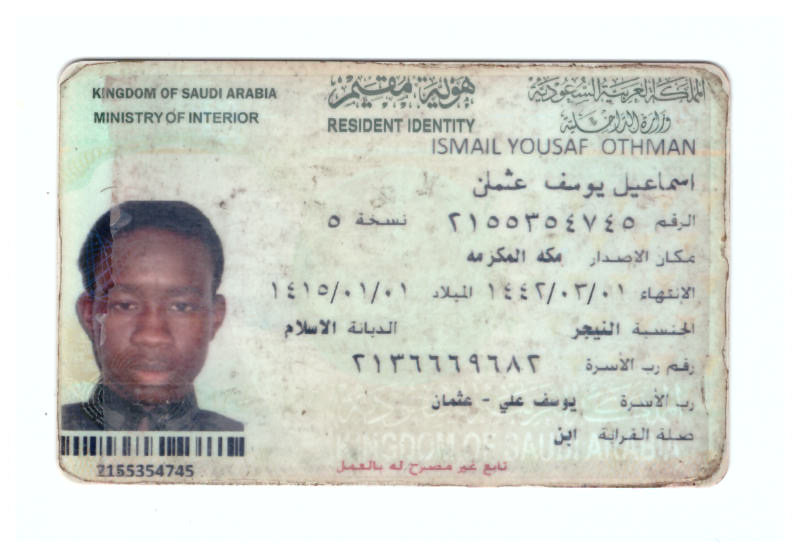 المملكة العربية السعودية
وزارة الداخلية
هوية مقيم
KINGDOM OF SAUDI ARABIA
MINISTRY OF INTERIOR
RESIDENT IDENTITY
ISMAIL YOUSAF OTHMAN
اسماعيل يوسف عثمان
الرقم ٢١٥٥٣٥٤٧٤٥ نسخة ٥
مكان الإصدار مكه المكرمه
الإنتهاء ١٤٤٢/٠٣/٠١ الميلاد ١٤١٥/٠١/٠١
الجنسية النيجر الديانة الاسلام
رقم رب الأسرة ٢١٣٦٦٦٩٦٨٢
رب الأسرة يوسف علي - عثمان
صلة القرابة ابن
KINGDOM OF SAUDI ARABIA
تابع غير مصرح له بالعمل
2155354745